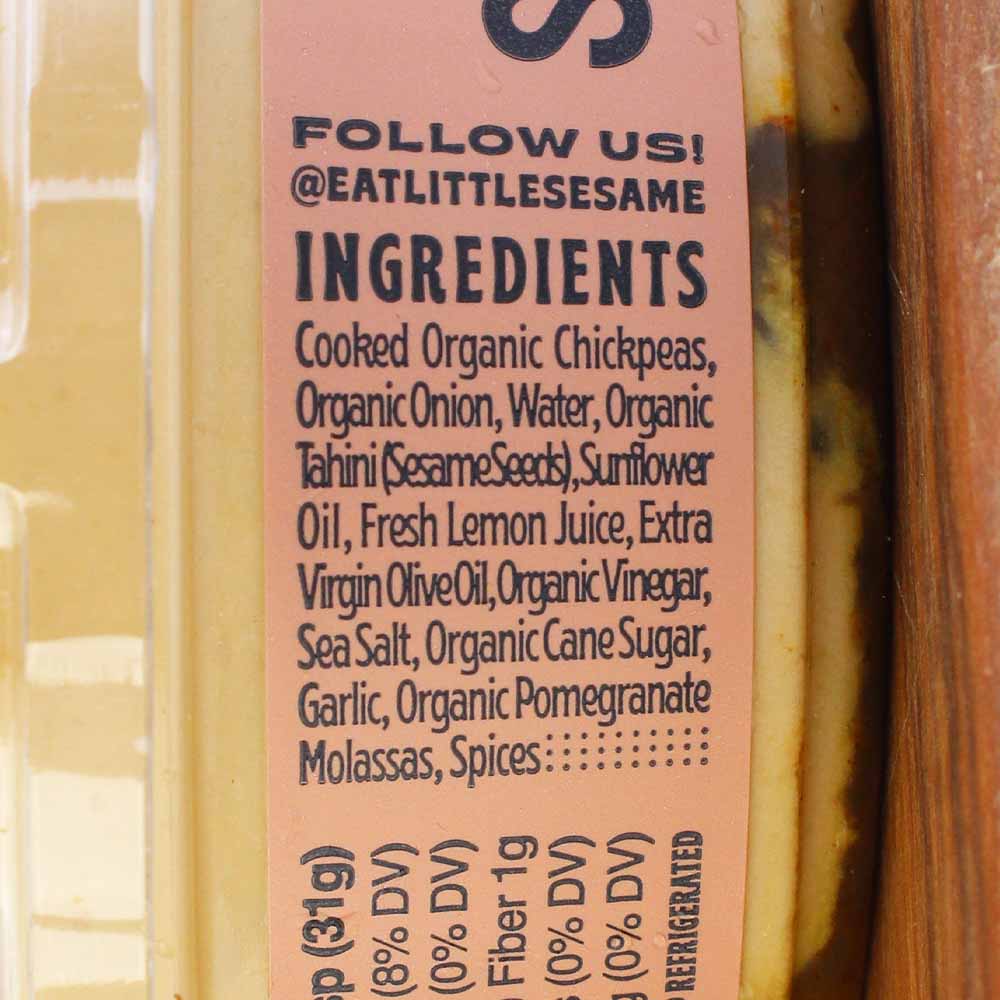 S
FOLLOW US!
@EATLITTLESESAME
INGREDIENTS
Cooked Organic Chickpeas,
Organic Onion, Water, Organic
Tahini (Sesame Seeds), Sunflower
Oil, Fresh Lemon Juice, Extra
Virgin Olive Oil, Organic Vinegar,
Sea Salt, Organic Cane Sugar,
Garlic, Organic Pomegranate
Molassas, Spices
(31g)
(8% DV)
(0% DV)
Fiber 1g
(0% DV)
(0% DV)
REFRIGERATED